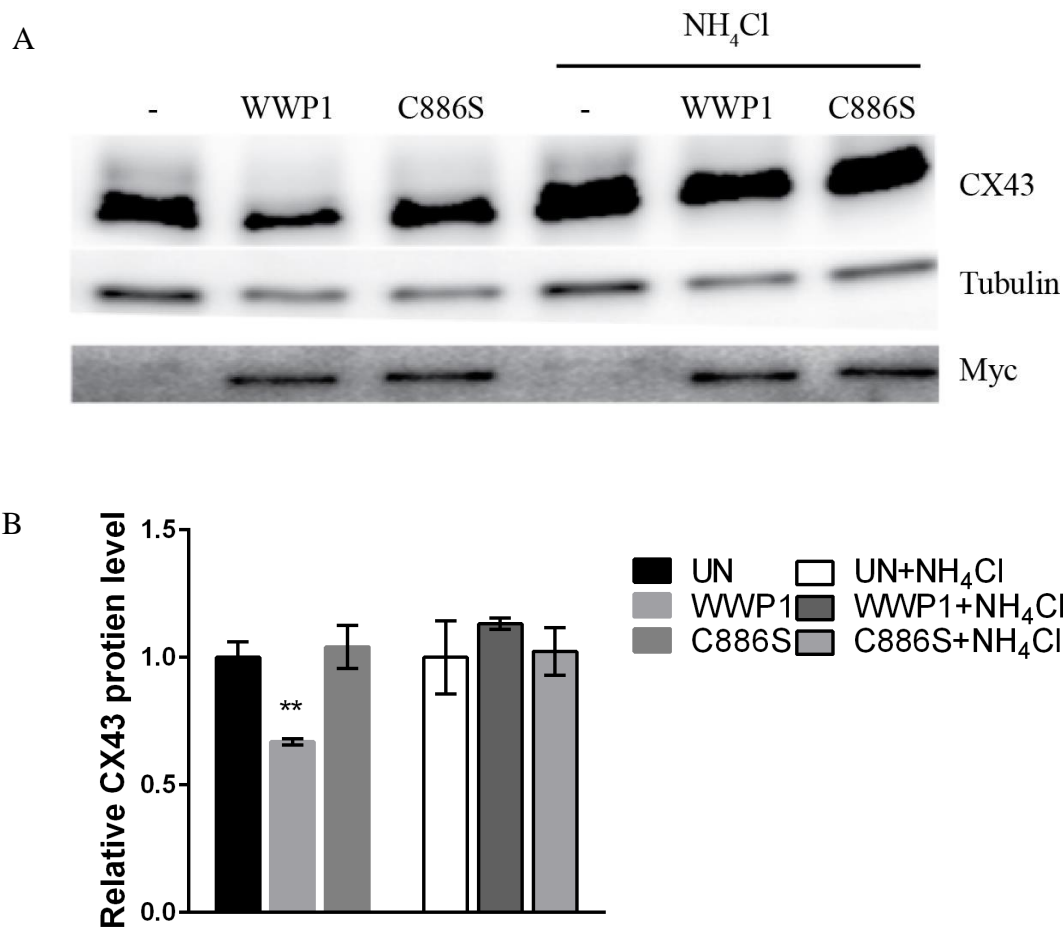 A
NH₄Cl
- WWP1 C886S - WWP1 C886S
CX43
Tubulin
Myc
B
Relative CX43 protien level
1.5
1.0
0.5
0.0
**
UN UN+NH₄Cl
WWP1 WWP1+NH₄Cl
C886S C886S+NH₄Cl